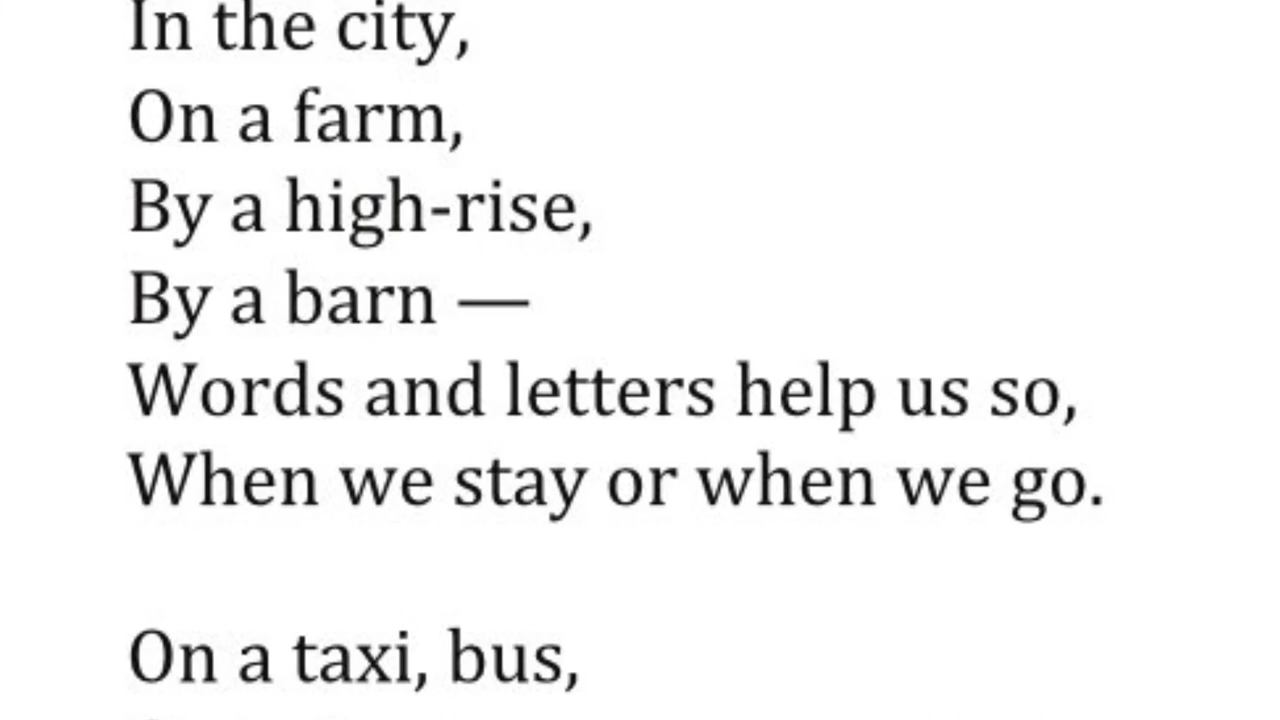 In the city,
On a farm,
By a high-rise,
By a barn —
Words and letters help us so,
When we stay or when we go.
On a taxi, bus,